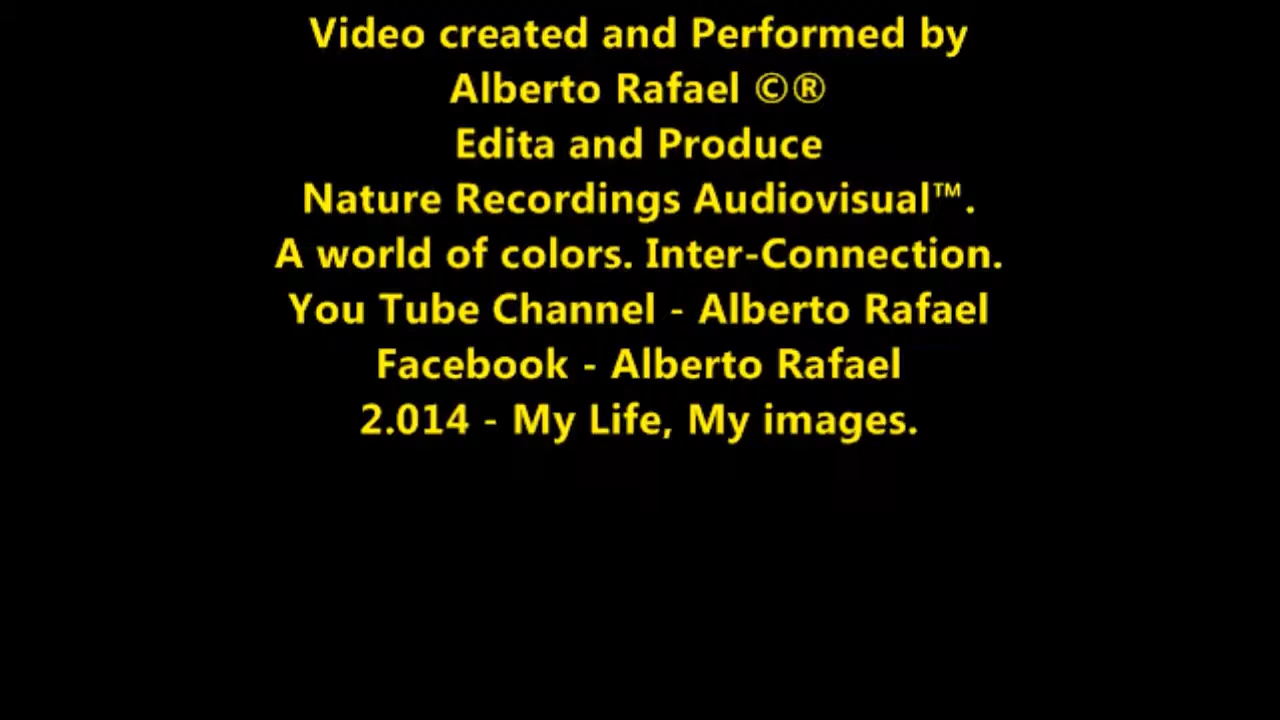 Video created and Performed by
Alberto Rafael ©®
Edita and Produce
Nature Recordings Audiovisual™.
A world of colors. Inter-Connection.
You Tube Channel - Alberto Rafael
Facebook - Alberto Rafael
2.014 - My Life, My images.